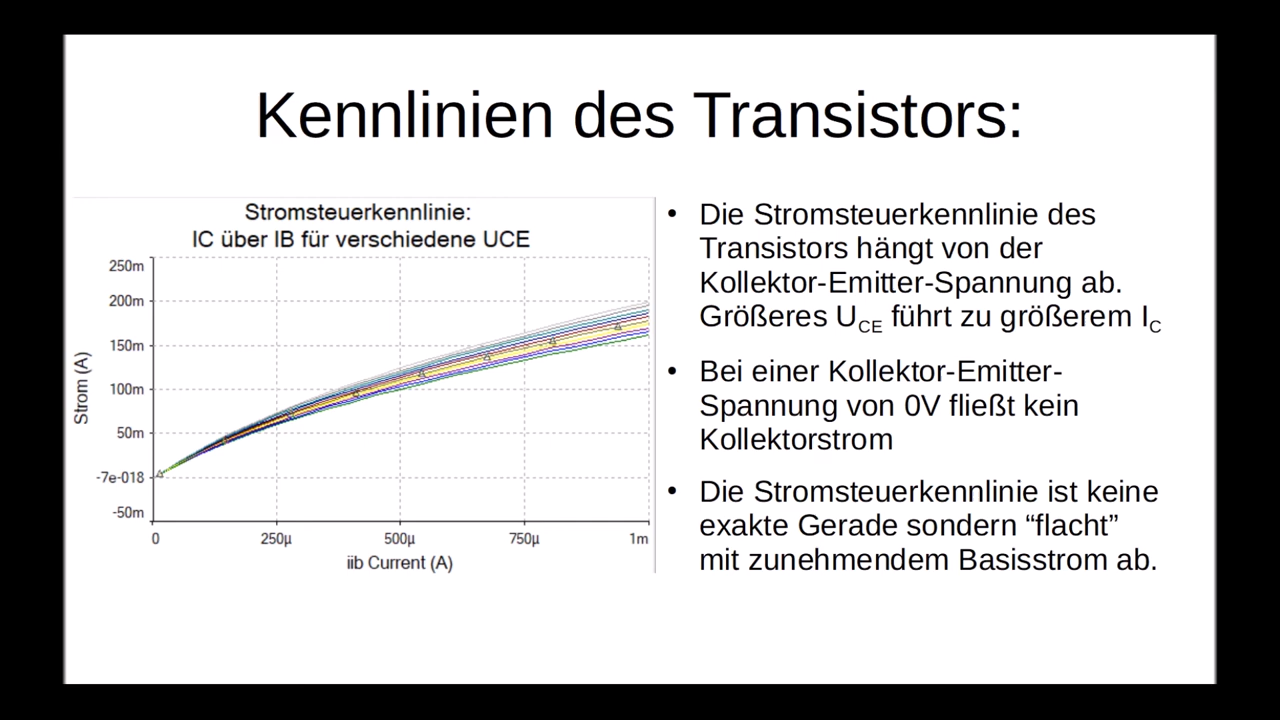 Kennlinien des Transistors:
Stromsteuerkennlinie:
IC über IB für verschiedene UCE
250m
200m
150m
100m
50m
-7e-018
-50m
Strom (A)
0
250µ
500µ
750µ
1m
iib Current (A)
• Die Stromsteuerkennlinie des
Transistors hängt von der
Kollektor-Emitter-Spannung ab.
Größeres UCE führt zu größerem IC
• Bei einer Kollektor-Emitter-
Spannung von 0V fließt kein
Kollektorstrom
• Die Stromsteuerkennlinie ist keine
exakte Gerade sondern “flacht”
mit zunehmendem Basisstrom ab.